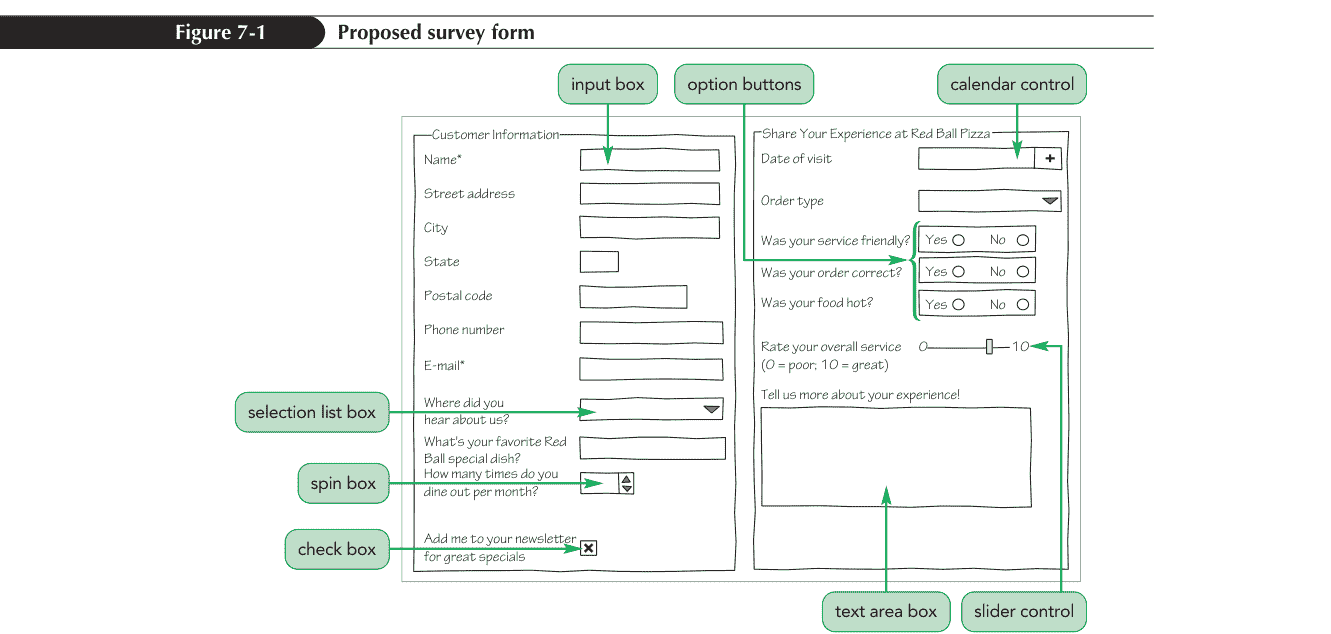 Figure 7-1 Proposed survey form
input box
option buttons
calendar control
Customer Information
Name*
Street address
City
State
Postal code
Phone number
E-mail*
Where did you
hear about us?
What's your favorite Red
Ball special dish?
How many times do you
dine out per month?
Add me to your newsletter
for great specials
selection list box
spin box
check box
Share Your Experience at Red Ball Pizza
Date of visit +
Order type
Was your service friendly? Yes No
Was your order correct? Yes No
Was your food hot? Yes No
Rate your overall service 0 10
(0 = poor; 10 = great)
Tell us more about your experience!
text area box
slider control